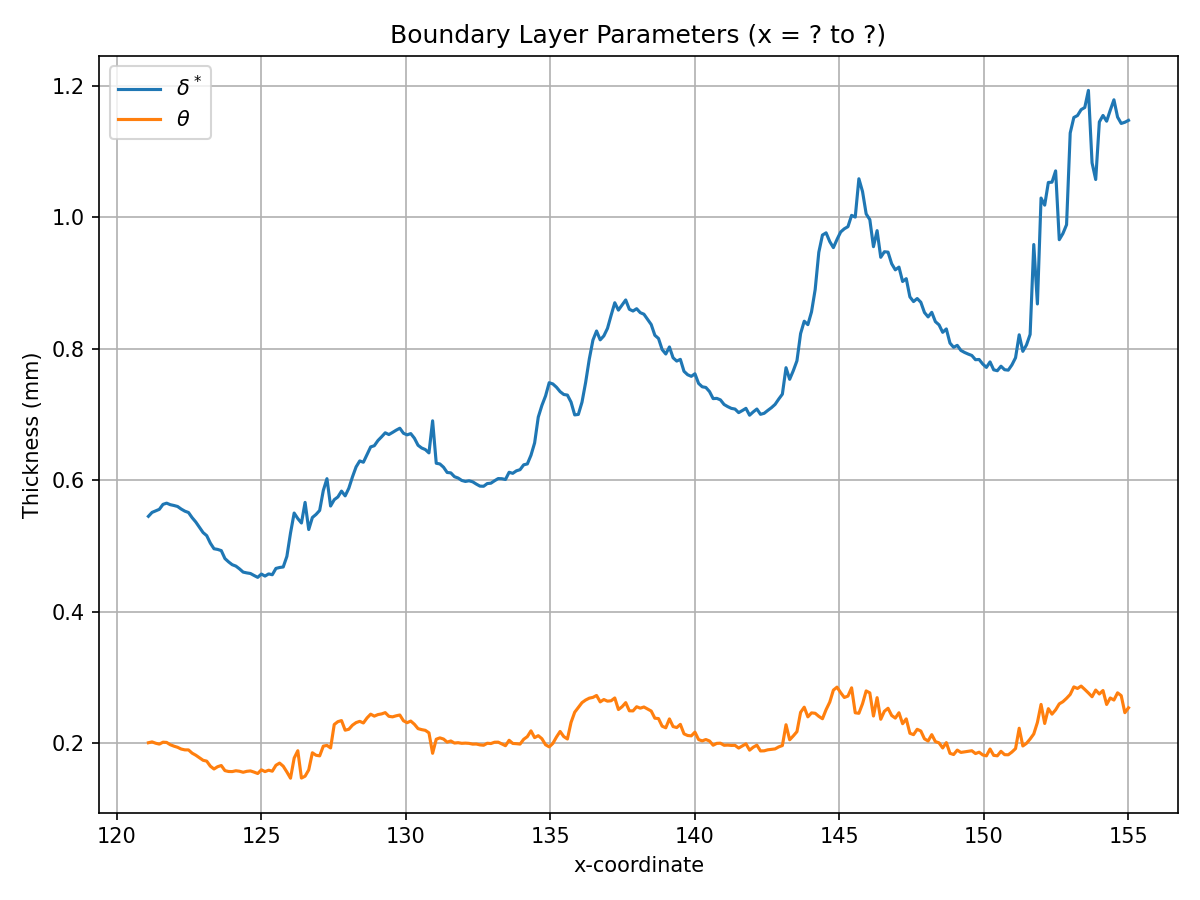 Boundary Layer Parameters (x = ? to ?)
δ*
θ
Thickness (mm)
1.2
1.0
0.8
0.6
0.4
0.2
120 125 130 135 140 145 150 155
x-coordinate